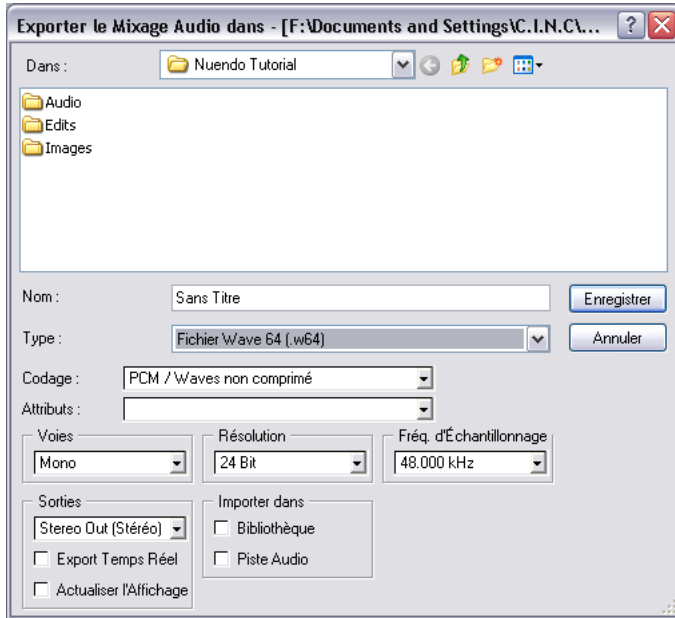 Exporter le Mixage Audio dans - [F:\Documents and Settings\C.I.N.C\...
Dans :
Nuendo Tutorial
Audio
Edits
Images
Nom :
Sans Titre
Enregistrer
Type :
Fichier Wave 64 (.w64)
Annuler
Codage :
PCM / Waves non comprimé
Attributs :
Voies
Résolution
Fréq. d'Échantillonnage
Mono
24 Bit
48.000 kHz
Sorties
Importer dans
Stereo Out (Stéréo)
Bibliothèque
Export Temps Réel
Piste Audio
Actualiser l'Affichage